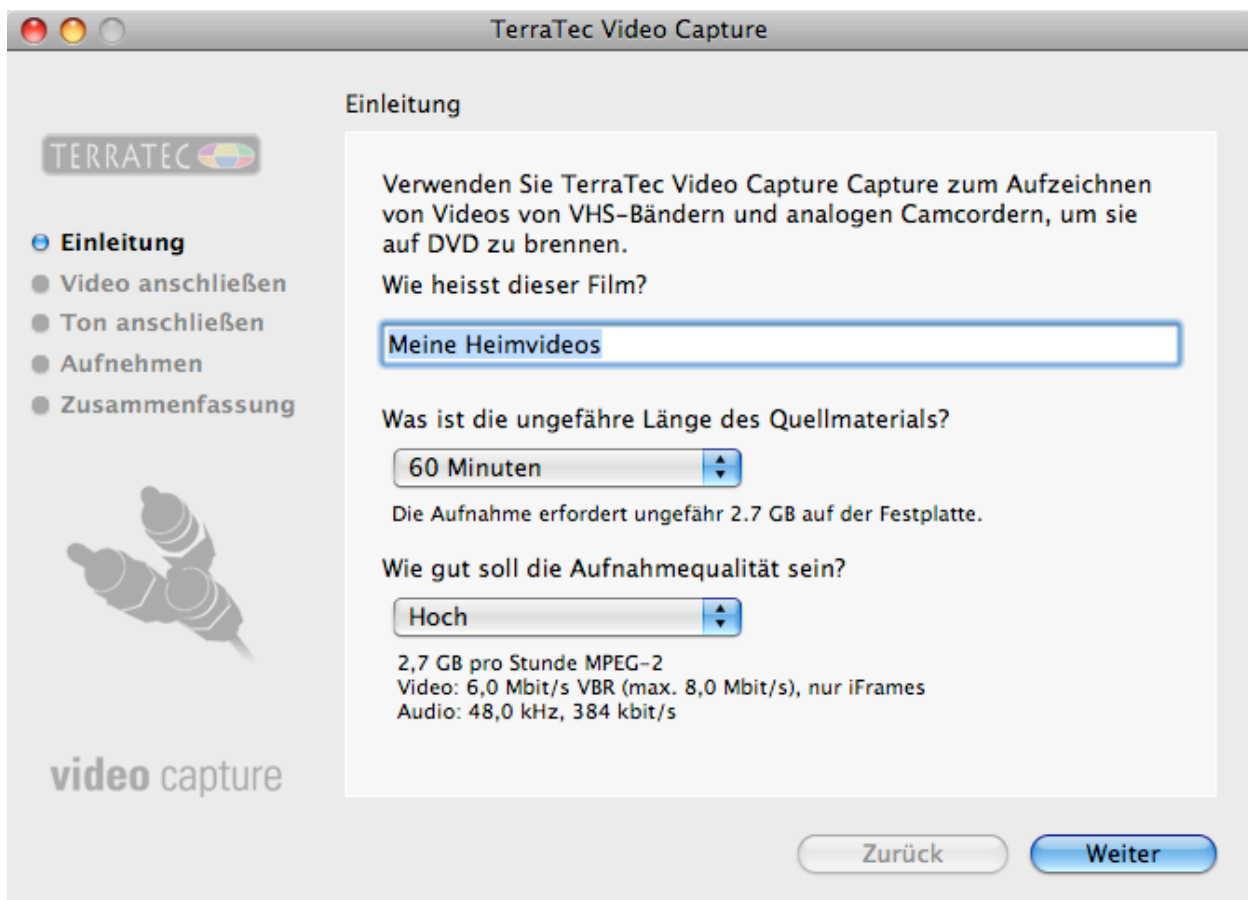 TerraTec Video Capture
TERRATEC
Einleitung
Video anschließen
Ton anschließen
Aufnehmen
Zusammenfassung
video capture
Einleitung
Verwenden Sie TerraTec Video Capture Capture zum Aufzeichnen
von Videos von VHS-Bändern und analogen Camcordern, um sie
auf DVD zu brennen.
Wie heisst dieser Film?
Meine Heimvideos
Was ist die ungefähre Länge des Quellmaterials?
60 Minuten
Die Aufnahme erfordert ungefähr 2.7 GB auf der Festplatte.
Wie gut soll die Aufnahmequalität sein?
Hoch
2,7 GB pro Stunde MPEG-2
Video: 6,0 Mbit/s VBR (max. 8,0 Mbit/s), nur iFrames
Audio: 48,0 kHz, 384 kbit/s
Zurück
Weiter